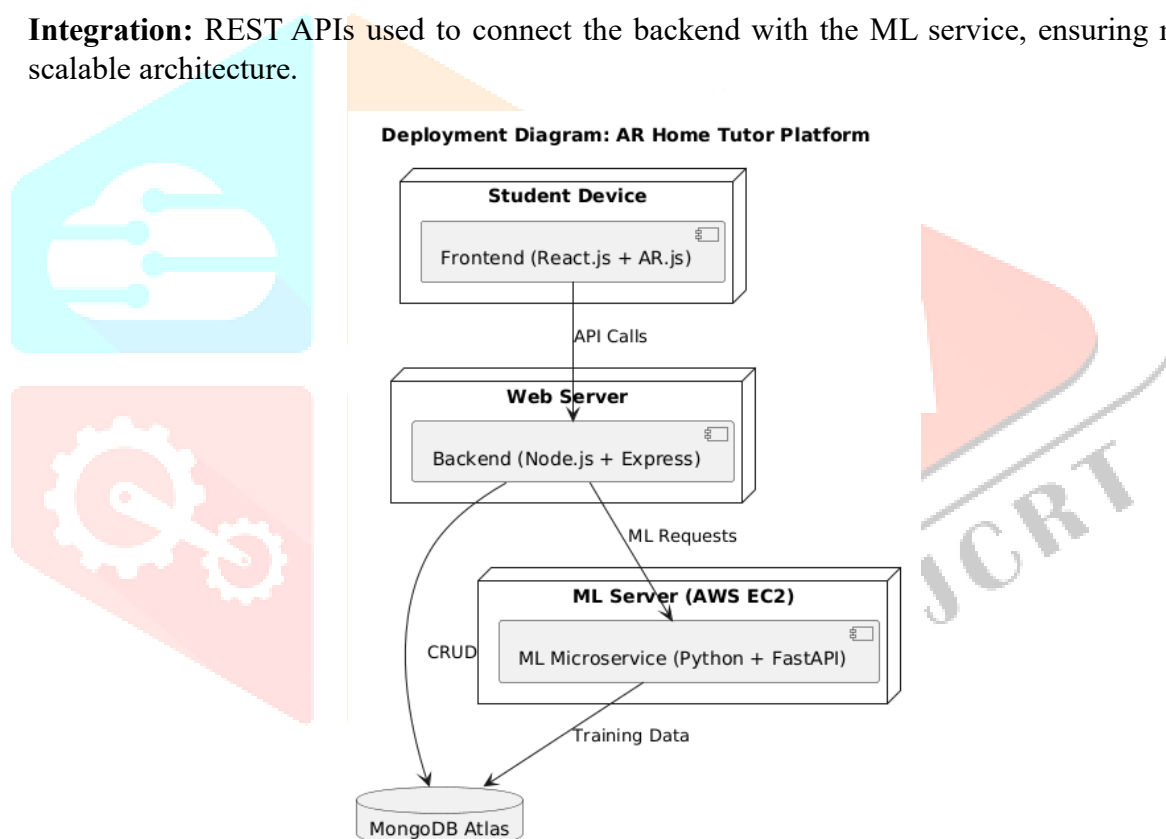 Integration: REST APIs used to connect the backend with the ML service, ensuring
scalable architecture.
Deployment Diagram: AR Home Tutor Platform
Student Device
Frontend (React.js + AR.js)
API Calls
Web Server
Backend (Node.js + Express)
ML Requests
ML Server (AWS EC2)
ML Microservice (Python + FastAPI)
CRUD
Training Data
MongoDB Atlas
JCRT